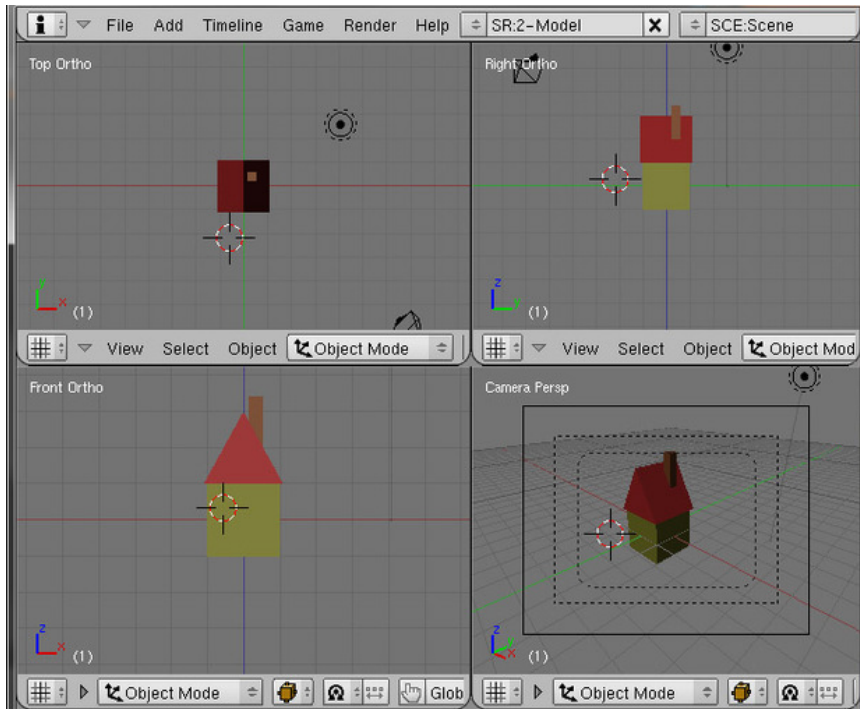 File Add Timeline Game Render Help SR:2-Model SCE:Scene
Top Ortho
Right Ortho
y
x
(1)
z
y
(1)
View Select Object Object Mode
View Select Object Object Mod
Front Ortho
Camera Persp
z
x
(1)
z
y
x
(1)
Object Mode Glob
Object Mode